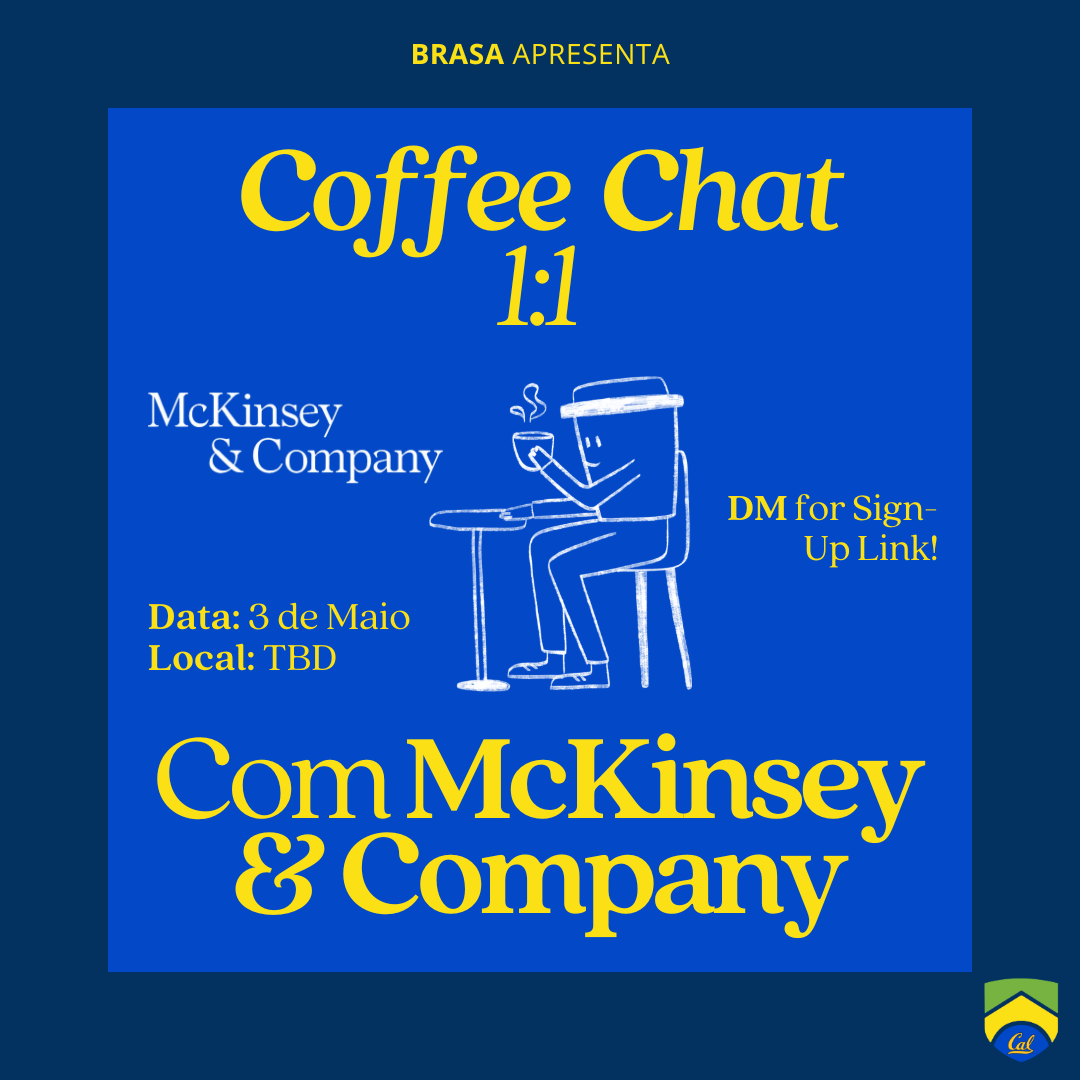 BRASA APRESENTA
Coffee Chat
1:1
McKinsey
& Company
DM for Sign-
Up Link!
Data: 3 de Maio
Local: TBD
Com McKinsey
& Company
Cal